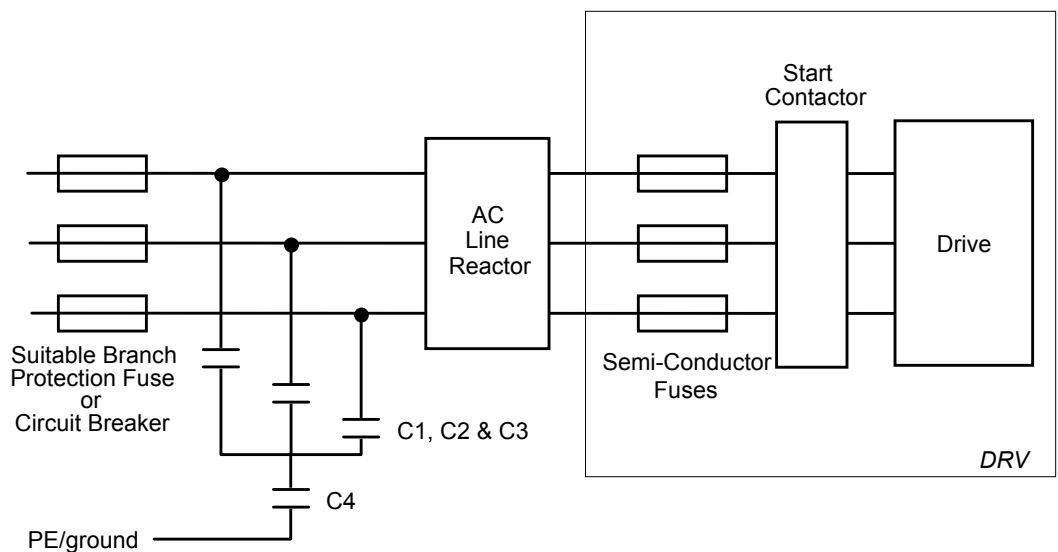 Start
Contactor
AC
Line
Reactor
Drive
Suitable Branch
Protection Fuse
or
Circuit Breaker
Semi-Conductor
Fuses
C1, C2 & C3
DRV
C4
PE/ground